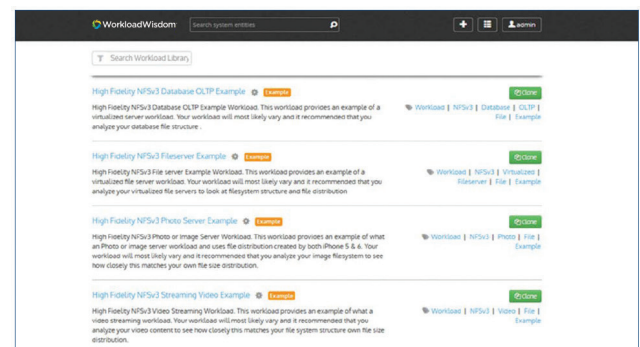 WorkloadWisdom
Search system entities
admin
Search Workload Library
High Fidelity NFSv3 Database OLTP Example Example
Clone
High Fidelity NFSv3 Database OLTP Example Workload. This workload provides an example of a
virtualized server workload. Your workload will most likely vary and it recommended that you
analyze your database file structure .
Workload | NFSv3 | Database | OLTP |
File | Example
High Fidelity NFSv3 Fileserver Example Example
Clone
High Fidelity NFSv3 File server Example Workload. This workload provides an example of a
virtualized file server workload. Your workload will most likely vary and it recommended that you
analyze your virtualized file servers to look at filesystem structure and file distribution
Workload | NFSv3 | Virtualized |
Fileserver | File | Example
High Fidelity NFSv3 Photo Server Example Example
Clone
High Fidelity NFSv3 Photo or Image Server Workload. This workload provides an example of what
an Photo or image server workload and uses file distribution created by both iPhone 5 & 6. Your
workload will most likely vary and it recommended that you analyze your image filesystem to see
how closely this matches your own file size distribution.
Workload | NFSv3 | Photo | File |
Example
High Fidelity NFSv3 Streaming Video Example Example
Clone
High Fidelity NFSv3 Video Streaming Workload. This workload provides an example of what a
video streaming workload. Your workload will most likely vary and it recommended that you
analyze your video content to see how closely this matches your file system structure own file size
distribution.
Workload | NFSv3 | Video | File |
Example